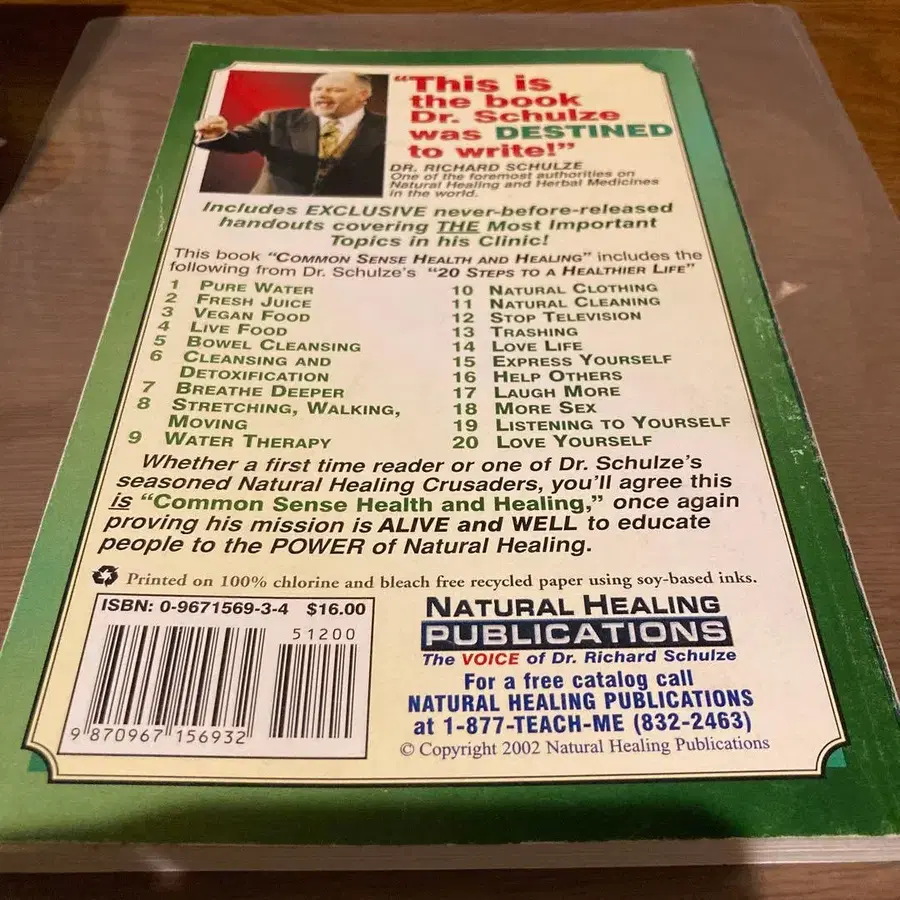 “This is
the book
Dr. Schulze
was DESTINED
to write!”
DR. RICHARD SCHULZE
One of the foremost authorities on
Natural Healing and Herbal Medicines
in the world.
Includes EXCLUSIVE never-before-released
handouts covering THE Most Important
Topics in his Clinic!
This book “COMMON SENSE HEALTH AND HEALING” includes the
following from Dr. Schulze’s “20 STEPS TO A HEALTHIER LIFE”
1 PURE WATER
2 FRESH JUICE
3 VEGAN FOOD
4 LIVE FOOD
5 BOWEL CLEANSING
6 CLEANSING AND
DETOXIFICATION
7 BREATHE DEEPER
8 STRETCHING, WALKING,
MOVING
9 WATER THERAPY
10 NATURAL CLOTHING
11 NATURAL CLEANING
12 STOP TELEVISION
13 TRASHING
14 LOVE LIFE
15 EXPRESS YOURSELF
16 HELP OTHERS
17 LAUGH MORE
18 MORE SEX
19 LISTENING TO YOURSELF
20 LOVE YOURSELF
Whether a first time reader or one of Dr. Schulze’s
seasoned Natural Healing Crusaders, you’ll agree this
is “Common Sense Health and Healing,” once again
proving his mission is ALIVE and WELL to educate
people to the POWER of Natural Healing.
Printed on 100% chlorine and bleach free recycled paper using soy-based inks.
ISBN: 0-9671569-3-4 $16.00
51200
9 870967 156932
NATURAL HEALING
PUBLICATIONS
The VOICE of Dr. Richard Schulze
For a free catalog call
NATURAL HEALING PUBLICATIONS
at 1-877-TEACH-ME (832-2463)
© Copyright 2002 Natural Healing Publications